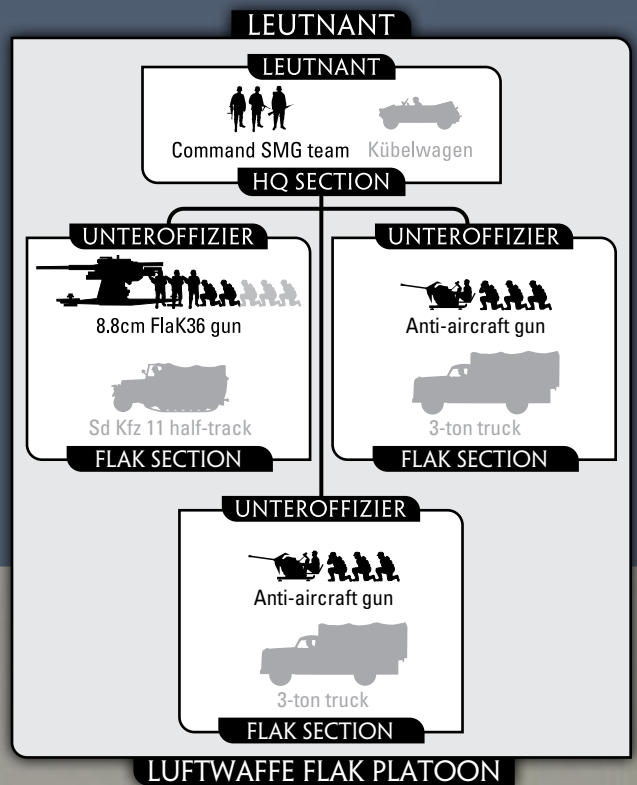 LEUTNANT
LEUTNANT
Command SMG team Kübelwagen
HQ SECTION
UNTEROFFIZIER
8.8cm FlaK36 gun
Sd Kfz 11 half-track
FLAK SECTION
UNTEROFFIZIER
Anti-aircraft gun
3-ton truck
FLAK SECTION
UNTEROFFIZIER
Anti-aircraft gun
3-ton truck
FLAK SECTION
LUFTWAFFE FLAK PLATOON